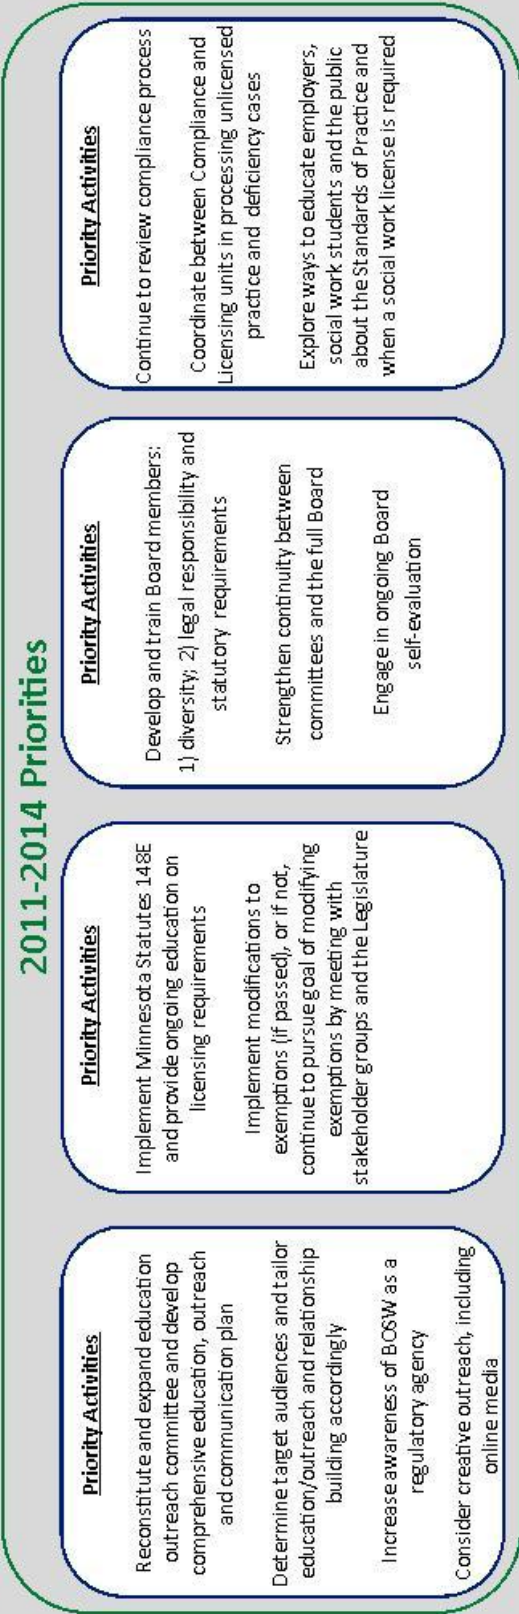 2011-2014 Priorities
Priority Activities
Reconstitute and expand education
outreach committee and develop
comprehensive education, outreach
and communication plan
Determine target audiences and tailor
education/outreach and relationship
building accordingly
Increase awareness of BOSW as a
regulatory agency
Consider creative outreach, including
online media
Priority Activities
Implement Minnesota Statutes 148E
and provide ongoing education on
licensing requirements
Implement modifications to
exemptions (if passed), or if not,
continue to pursue goal of modifying
exemptions by meeting with
stakeholder groups and the Legislature
Priority Activities
Develop and train Board members:
1) diversity; 2) legal responsibility and
statutory requirements
Strengthen continuity between
committees and the full Board
Engage in ongoing Board
self-evaluation
Priority Activities
Continue to review compliance process
Coordinate between Compliance and
Licensing units in processing unlicensed
practice and deficiency cases
Explore ways to educate employers,
social work students and the public
about the Standards of Practice and
when a social work license is required